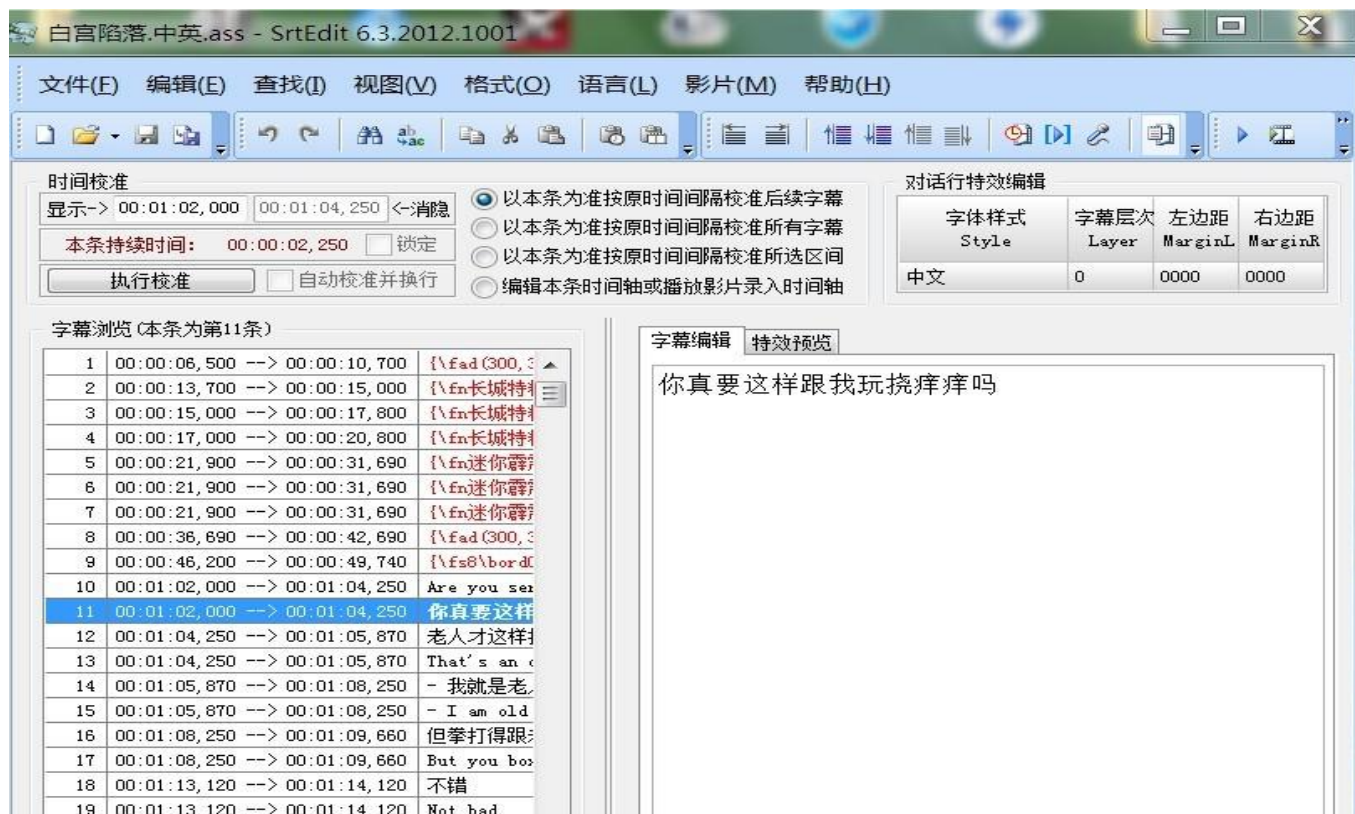 白宫陷落.中英.ass - SrtEdit 6.3.2012.1001
文件(F) 编辑(E) 查找(I) 视图(V) 格式(O) 语言(L) 影片(M) 帮助(H)
时间校准
显示-> 00:01:02,000 00:01:04,250 <-消隐
本条持续时间: 00:00:02,250 锁定
执行校准 自动校准并换行
以本条为准按原时间间隔校准后续字幕
以本条为准按原时间间隔校准所有字幕
以本条为准按原时间间隔校准所选区间
编辑本条时间轴或播放影片录入时间轴
对话行特效编辑
字体样式 字幕层次 左边距 右边距
Style Layer MarginL MarginR
中文 0 0000 0000
字幕浏览(本条为第11条)
1 00:00:06,500 --> 00:00:10,700 {\fad(300,
2 00:00:13,700 --> 00:00:15,000 {\fn长城特
3 00:00:15,000 --> 00:00:17,800 {\fn长城特
4 00:00:17,000 --> 00:00:20,800 {\fn长城特
5 00:00:21,900 --> 00:00:31,690 {\fn迷你霹
6 00:00:21,900 --> 00:00:31,690 {\fn迷你霹
7 00:00:21,900 --> 00:00:31,690 {\fn迷你霹
8 00:00:36,690 --> 00:00:42,690 {\fad(300,
9 00:00:46,200 --> 00:00:49,740 {\fs8\bord
10 00:01:02,000 --> 00:01:04,250 Are you ser
11 00:01:02,000 --> 00:01:04,250 你真要这样
12 00:01:04,250 --> 00:01:05,870 老人才这样
13 00:01:04,250 --> 00:01:05,870 That's an
14 00:01:05,870 --> 00:01:08,250 - 我就是老
15 00:01:05,870 --> 00:01:08,250 - I am old
16 00:01:08,250 --> 00:01:09,660 但拳打得跟
17 00:01:08,250 --> 00:01:09,660 But you bo
18 00:01:13,120 --> 00:01:14,120 不错
19 00:01:13,120 --> 00:01:14,120 Not bad
字幕编辑 特效预览
你真要这样跟我玩挠痒痒吗